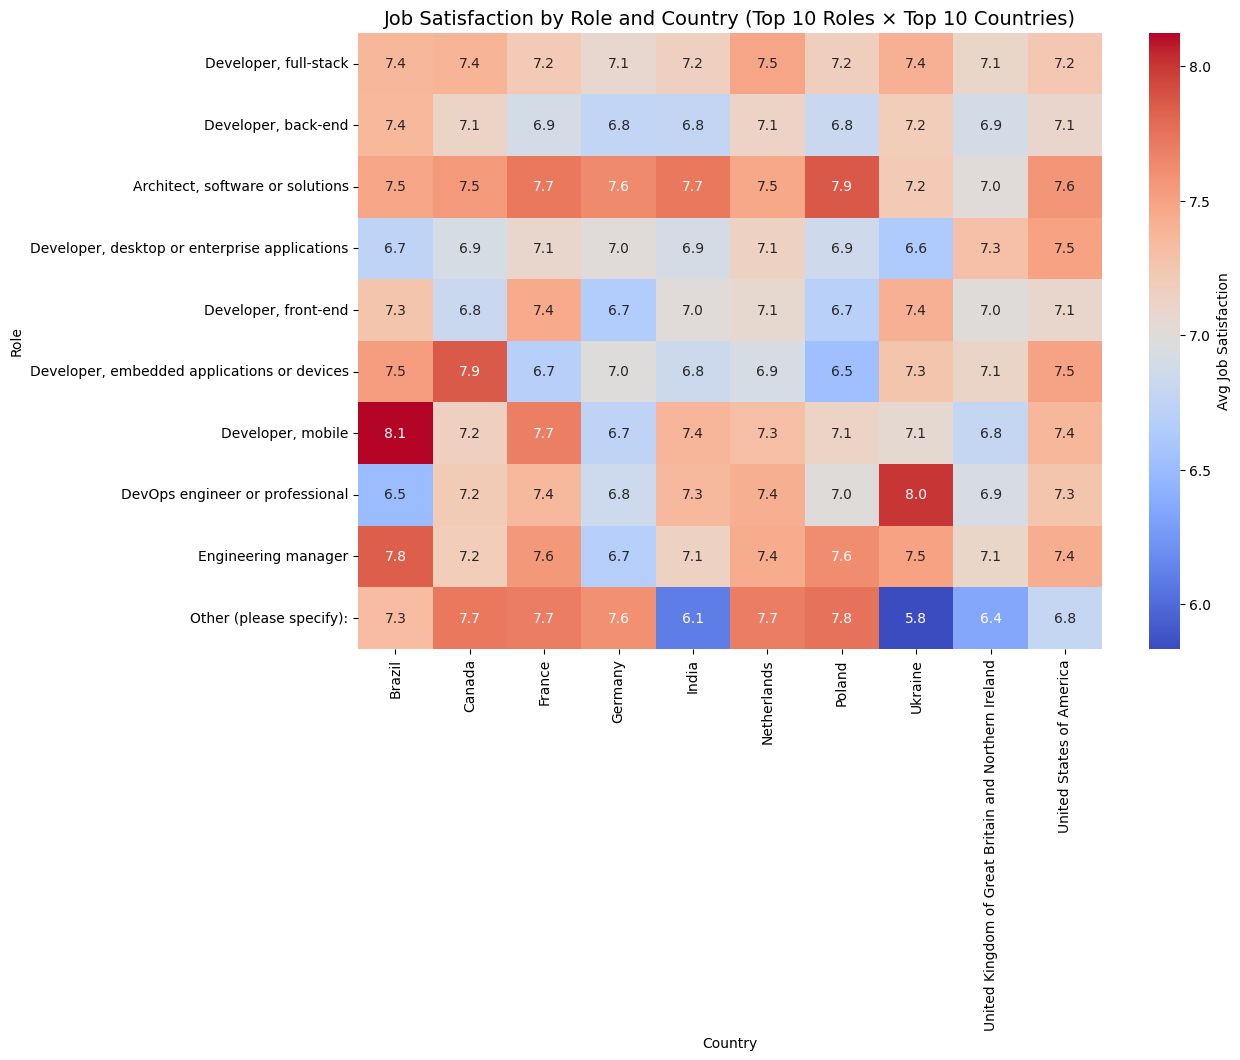 Job Satisfaction by Role and Country (Top 10 Roles × Top 10 Countries)
Role
Developer, full-stack 7.4 7.4 7.2 7.1 7.2 7.5 7.2 7.4 7.1 7.2
Developer, back-end 7.4 7.1 6.9 6.8 6.8 7.1 6.8 7.2 6.9 7.1
Architect, software or solutions 7.5 7.5 7.7 7.6 7.7 7.5 7.9 7.2 7.0 7.6
Developer, desktop or enterprise applications 6.7 6.9 7.1 7.0 6.9 7.1 6.9 6.6 7.3 7.5
Developer, front-end 7.3 6.8 7.4 6.7 7.0 7.1 6.7 7.4 7.0 7.1
Developer, embedded applications or devices 7.5 7.9 6.7 7.0 6.8 6.9 6.5 7.3 7.1 7.5
Developer, mobile 8.1 7.2 7.7 6.7 7.4 7.3 7.1 7.1 6.8 7.4
DevOps engineer or professional 6.5 7.2 7.4 6.8 7.3 7.4 7.0 8.0 6.9 7.3
Engineering manager 7.8 7.2 7.6 6.7 7.1 7.4 7.6 7.5 7.1 7.4
Other (please specify): 7.3 7.7 7.7 7.6 6.1 7.7 7.8 5.8 6.4 6.8
Brazil
Canada
France
Germany
India
Netherlands
Poland
Ukraine
United Kingdom of Great Britain and Northern Ireland
United States of America
Country
8.0
7.5
7.0
6.5
6.0
Avg Job Satisfaction